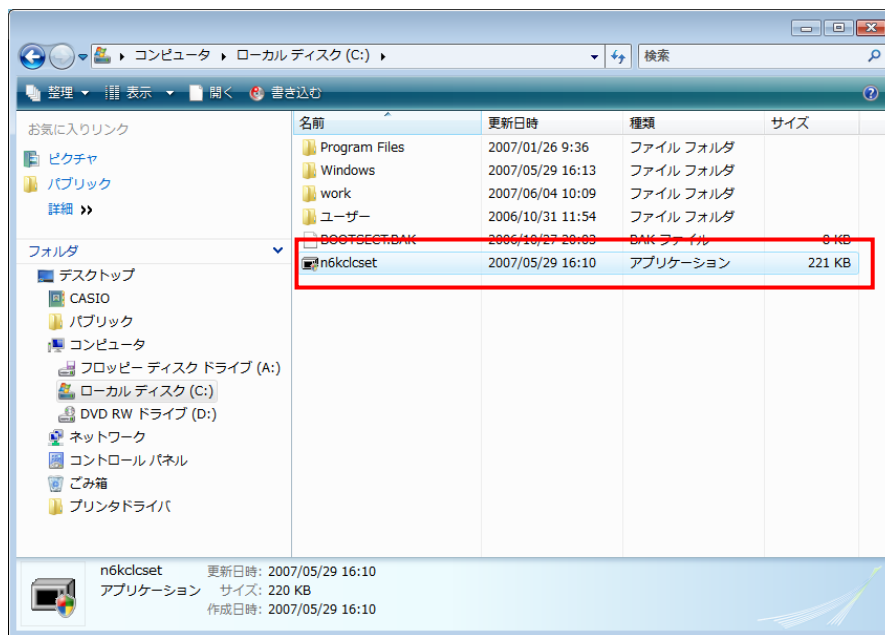 コンピュータ ▸ ローカル ディスク (C:) ▸
検索
整理 表示 開く 書き込む
お気に入りリンク
ピクチャ
パブリック
詳細 »
フォルダ
デスクトップ
CASIO
パブリック
コンピュータ
フロッピー ディスク ドライブ (A:)
ローカル ディスク (C:)
DVD RW ドライブ (D:)
ネットワーク
コントロール パネル
ごみ箱
プリンタドライバ
名前 更新日時 種類 サイズ
Program Files 2007/01/26 9:36 ファイル フォルダ
Windows 2007/05/29 16:13 ファイル フォルダ
work 2007/06/04 10:09 ファイル フォルダ
ユーザー 2006/10/31 11:54 ファイル フォルダ
BOOTSECT.BAK 2006/10/27 20:03 BAK ファイル 8 KB
n6kclcset 2007/05/29 16:10 アプリケーション 221 KB
n6kclcset 更新日時: 2007/05/29 16:10
アプリケーション サイズ: 220 KB
作成日時: 2007/05/29 16:10